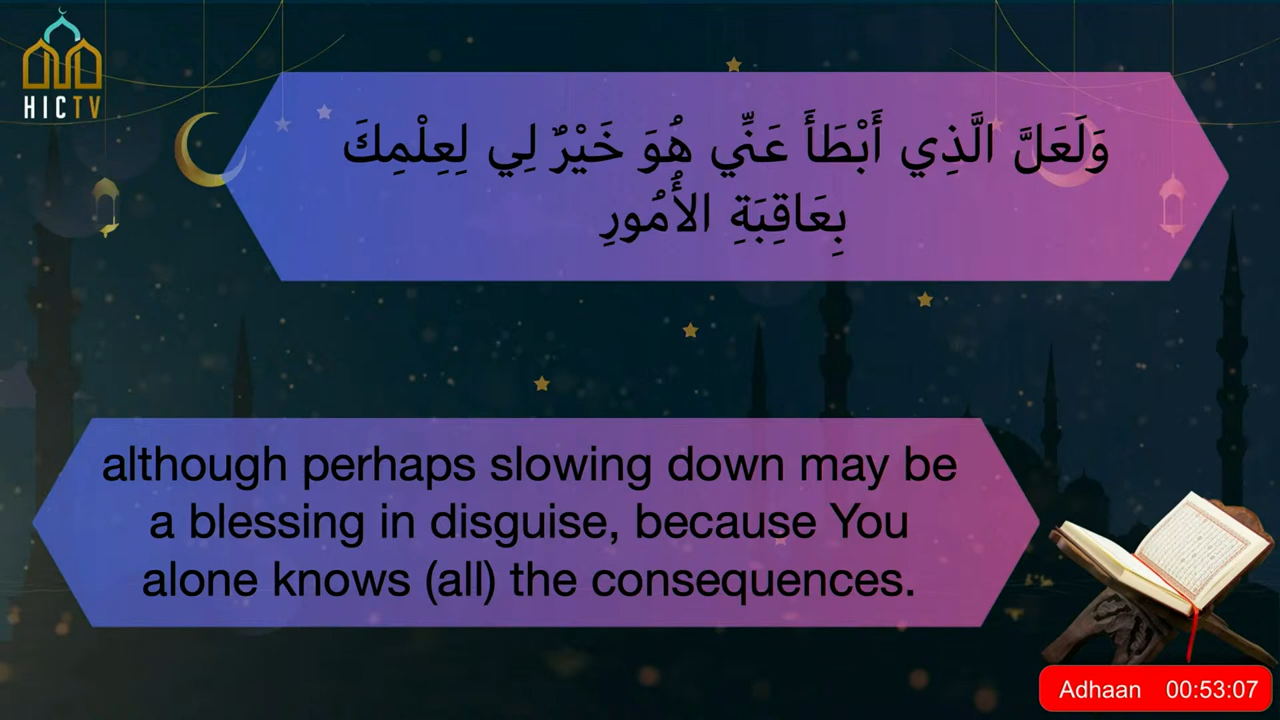 HICTV
وَلَعَلَّ الَّذِي أَبْطَأَ عَنِّي هُوَ خَيْرٌ لِي لِعِلْمِكَ
بِعَاقِبَةِ الأُمُورِ
although perhaps slowing down may be
a blessing in disguise, because You
alone knows (all) the consequences.
Adhaan 00:53:07